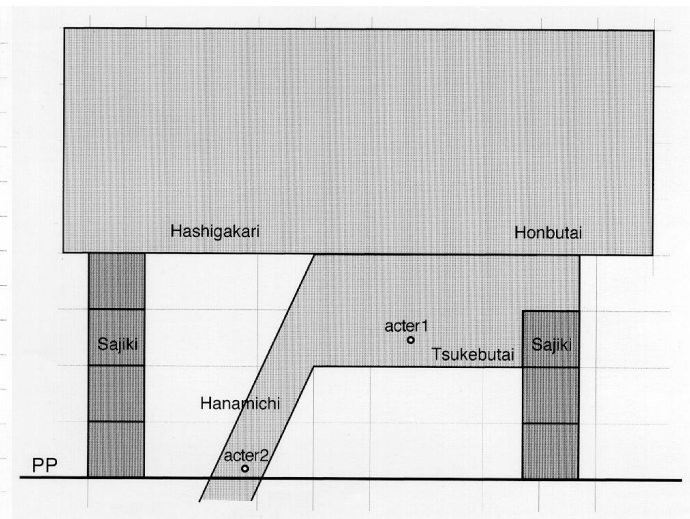 Hashigakari
Honbutai
acter1
Sajiki
Tsukebutai
Sajiki
Hanamichi
acter2
PP